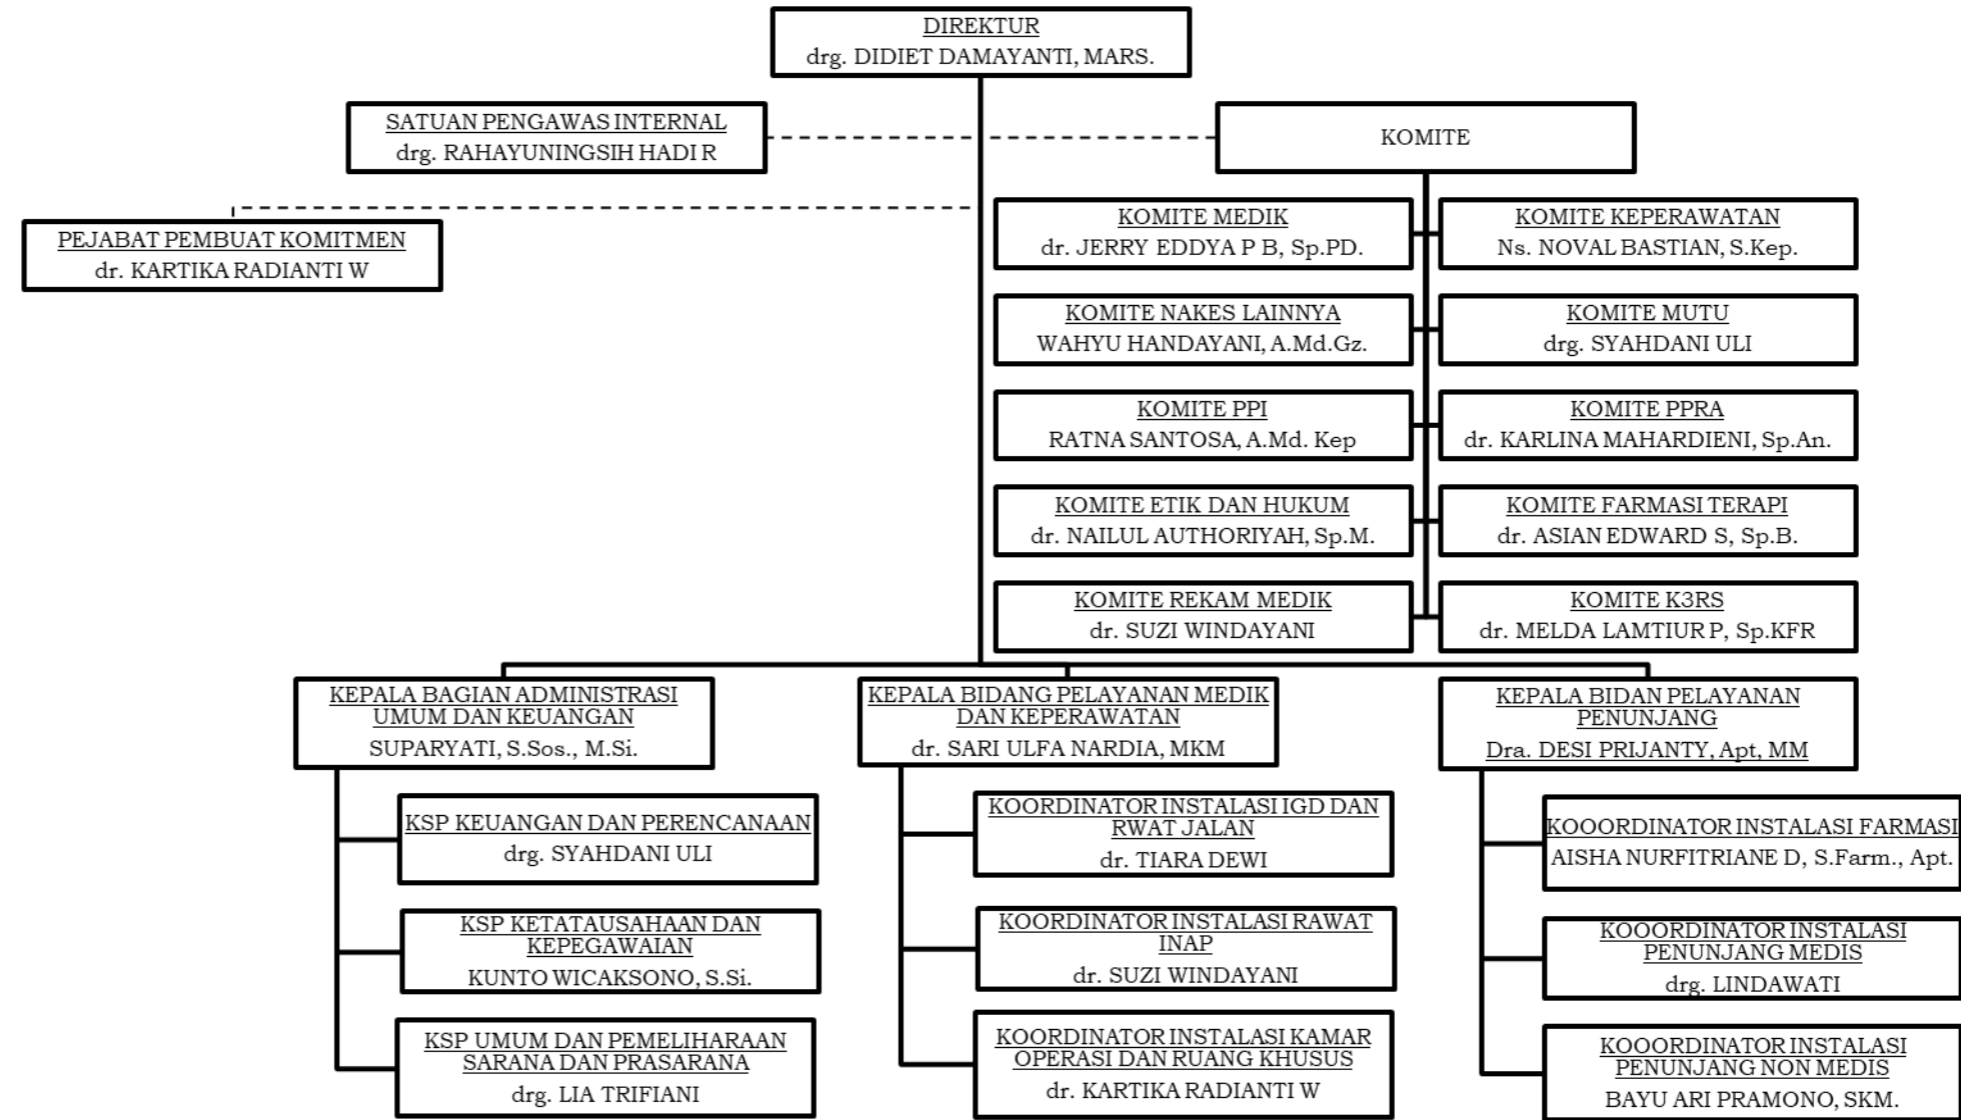 DIREKTUR
drg. DIDIET DAMAYANTI, MARS.
SATUAN PENGAWAS INTERNAL
drg. RAHAYUNINGSIH HADI R
KOMITE
PEJABAT PEMBUAT KOMITMEN
dr. KARTIKA RADIANTI W
KOMITE MEDIK
dr. JERRY EDDYA P B, Sp.PD.
KOMITE KEPERAWATAN
Ns. NOVAL BASTIAN, S.Kep.
KOMITE NAKES LAINNYA
WAHYU HANDAYANI, A.Md.Gz.
KOMITE MUTU
drg. SYAHDANI ULI
KOMITE PPI
RATNA SANTOSA, A.Md. Kep
KOMITE PPRA
dr. KARLINA MAHARDIENI, Sp.An.
KOMITE ETIK DAN HUKUM
dr. NAILUL AUTHORIYAH, Sp.M.
KOMITE FARMASI TERAPI
dr. ASIAN EDWARD S, Sp.B.
KOMITE REKAM MEDIK
dr. SUZI WINDAYANI
KOMITE K3RS
dr. MELDA LAMTIUR P, Sp.KFR
KEPALA BAGIAN ADMINISTRASI
UMUM DAN KEUANGAN
SUPARYATI, S.Sos., M.Si.
KEPALA BIDANG PELAYANAN MEDIK
DAN KEPERAWATAN
dr. SARI ULFA NARDIA, MKM
KEPALA BIDAN PELAYANAN
PENUNJANG
Dra. DESI PRIJANTY, Apt, MM
KSP KEUANGAN DAN PERENCANAAN
drg. SYAHDANI ULI
KSP KETATAUSAHAAN DAN
KEPEGAWAIAN
KUNTO WICAKSONO, S.Si.
KSP UMUM DAN PEMELIHARAAN
SARANA DAN PRASARANA
drg. LIA TRIFIANI
KOORDINATOR INSTALASI IGD DAN
RWAT JALAN
dr. TIARA DEWI
KOORDINATOR INSTALASI RAWAT
INAP
dr. SUZI WINDAYANI
KOORDINATOR INSTALASI KAMAR
OPERASI DAN RUANG KHUSUS
dr. KARTIKA RADIANTI W
KOOORDINATOR INSTALASI FARMASI
AISHA NURFITRIANE D, S.Farm., Apt.
KOOORDINATOR INSTALASI
PENUNJANG MEDIS
drg. LINDAWATI
KOOORDINATOR INSTALASI
PENUNJANG NON MEDIS
BAYU ARI PRAMONO, SKM.